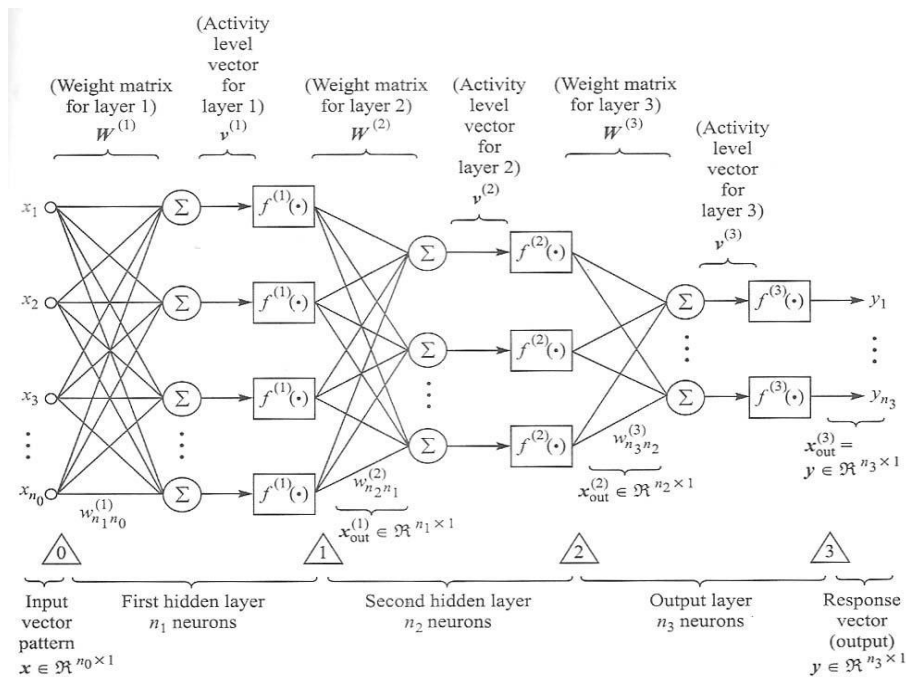 (Weight matrix
for layer 1)
W^(1)
(Activity
level
vector
for
layer 1)
v^(1)
(Weight matrix
for layer 2)
W^(2)
(Activity
level
vector
for
layer 2)
v^(2)
(Weight matrix
for layer 3)
W^(3)
(Activity
level
vector
for
layer 3)
v^(3)
x_1
Σ
f^(1)(•)
Σ
f^(2)(•)
x_2
Σ
f^(1)(•)
Σ
f^(3)(•)
y_1
Σ
f^(2)(•)
x_3
Σ
f^(1)(•)
Σ
f^(3)(•)
y_{n_3}
Σ
f^(2)(•)
x_{n_0}
Σ
f^(1)(•)
w^(1)_{n_1 n_0}
w^(2)_{n_2 n_1}
w^(3)_{n_3 n_2}
x^(1)_out ∈ ℜ^{n_1 × 1}
x^(2)_out ∈ ℜ^{n_2 × 1}
x^(3)_out =
y ∈ ℜ^{n_3 × 1}
0
1
2
3
Input
vector
pattern
x ∈ ℜ^{n_0 × 1}
First hidden layer
n_1 neurons
Second hidden layer
n_2 neurons
Output layer
n_3 neurons
Response
vector
(output)
y ∈ ℜ^{n_3 × 1}